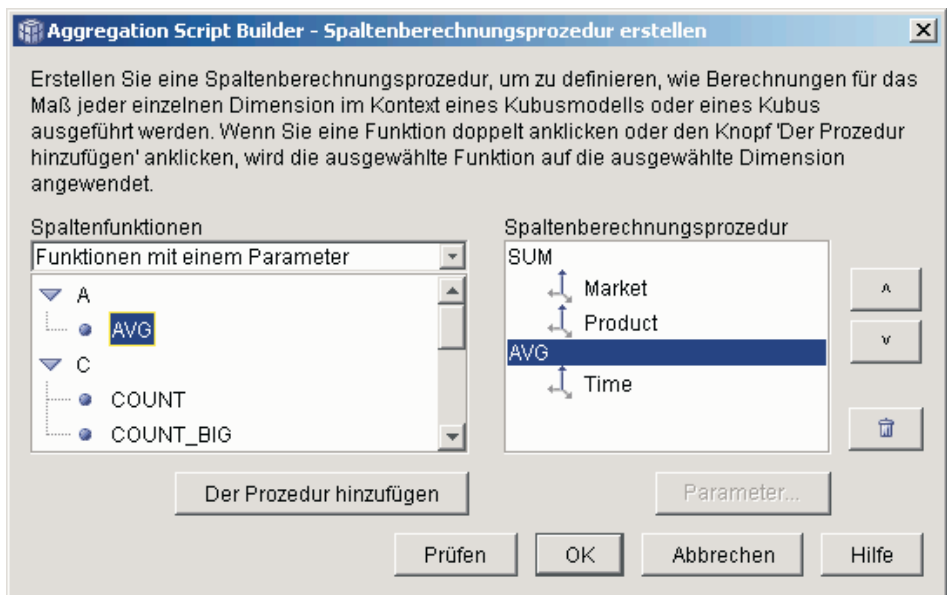 Aggregation Script Builder - Spaltenberechnungsprozedur erstellen
Erstellen Sie eine Spaltenberechnungsprozedur, um zu definieren, wie Berechnungen für das
Maß jeder einzelnen Dimension im Kontext eines Kubusmodells oder eines Kubus
ausgeführt werden. Wenn Sie eine Funktion doppelt anklicken oder den Knopf 'Der Prozedur
hinzufügen' anklicken, wird die ausgewählte Funktion auf die ausgewählte Dimension
angewendet.
Spaltenfunktionen
Funktionen mit einem Parameter
A
AVG
C
COUNT
COUNT_BIG
Der Prozedur hinzufügen
Spaltenberechnungsprozedur
SUM
Market
Product
AVG
Time
Parameter...
Prüfen
OK
Abbrechen
Hilfe